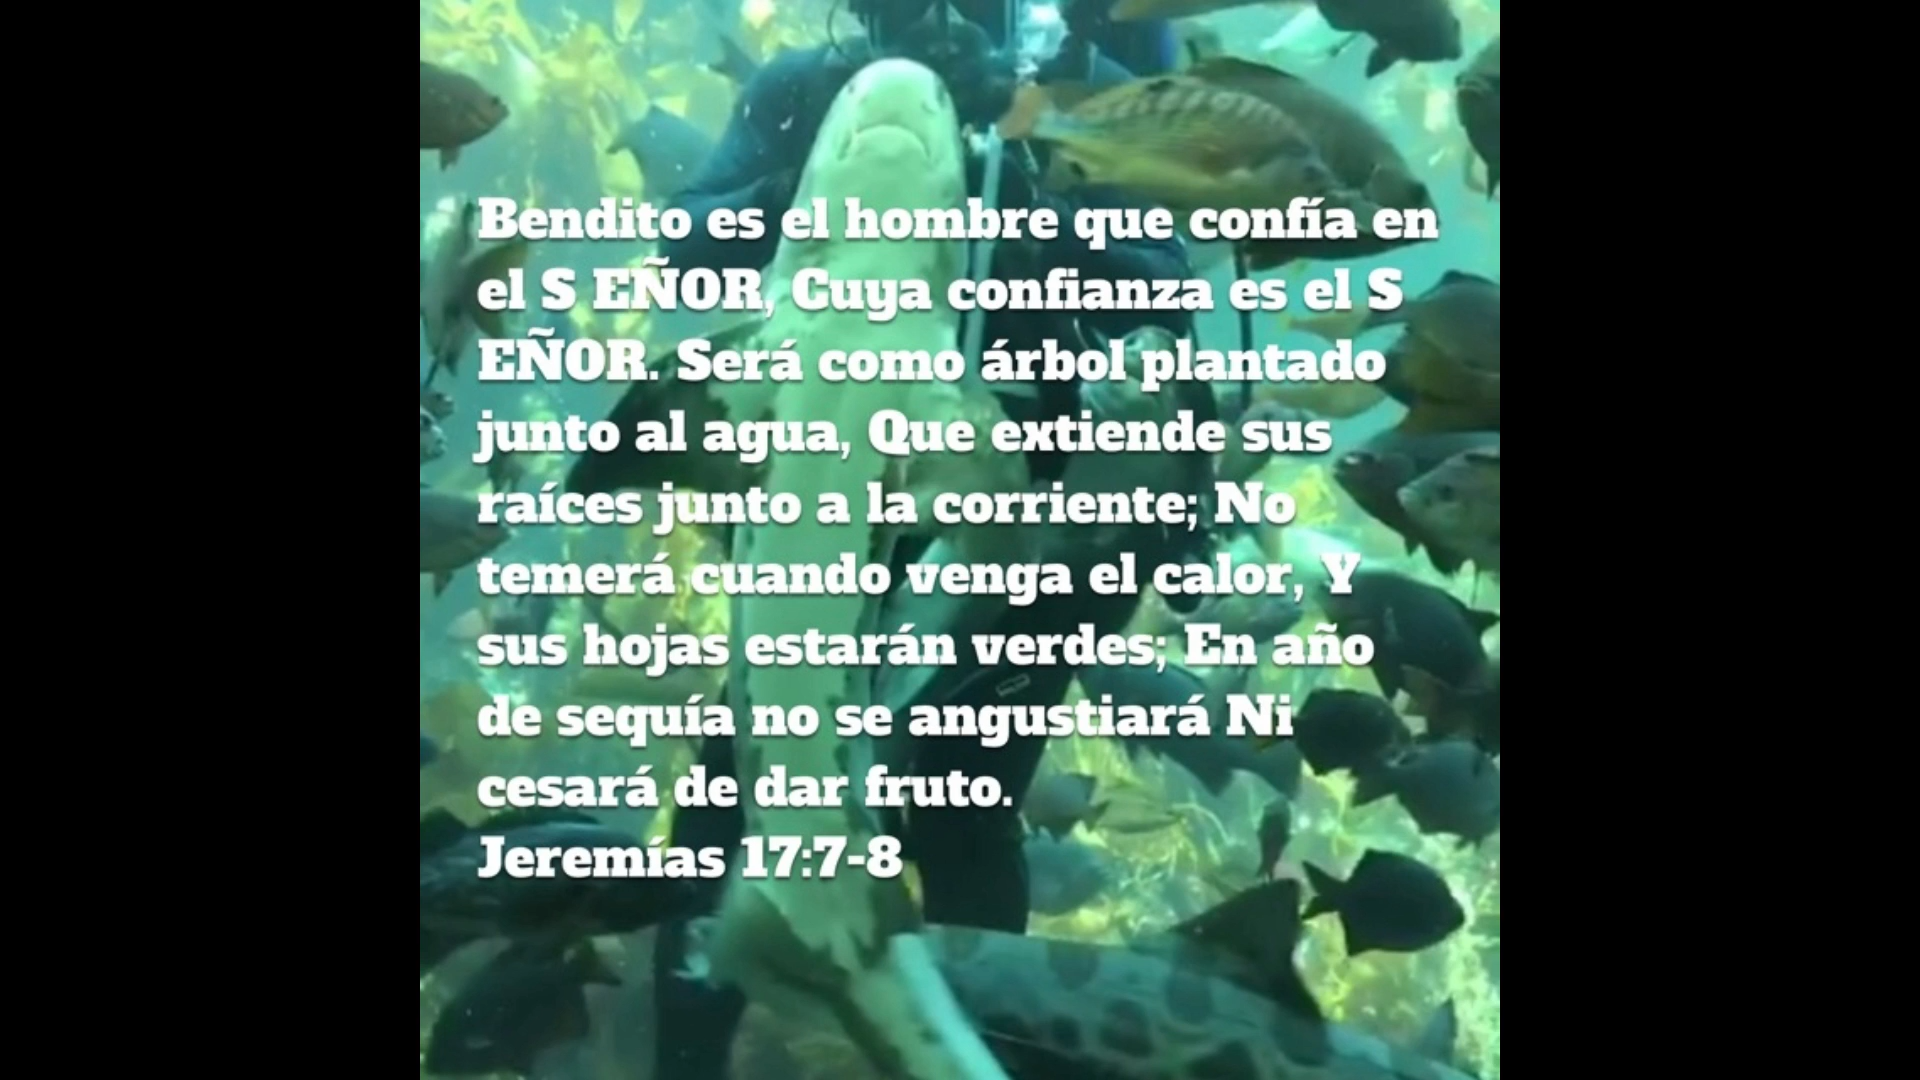 Bendito es el hombre que confía en
el S EÑOR, Cuya confianza es el S
EÑOR. Será como árbol plantado
junto al agua, Que extiende sus
raíces junto a la corriente; No
temerá cuando venga el calor, Y
sus hojas estarán verdes; En año
de sequía no se angustiará Ni
cesará de dar fruto.
Jeremías 17:7-8